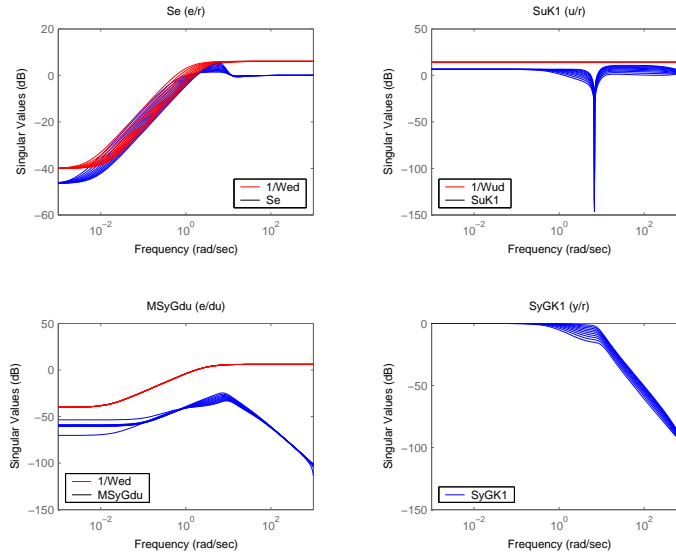 Se (e/r)
20
0
−20
−40
−60
Singular Values (dB)
10^−2
10^0
10^2
Frequency (rad/sec)
1/Wed
Se
SuK1 (u/r)
50
0
−50
−100
−150
Singular Values (dB)
10^−2
10^0
10^2
Frequency (rad/sec)
1/Wud
SuK1
MSyGdu (e/du)
50
0
−50
−100
−150
Singular Values (dB)
10^−2
10^0
10^2
Frequency (rad/sec)
1/Wed
MSyGdu
SyGK1 (y/r)
0
−50
−100
−150
Singular Values (dB)
10^−2
10^0
10^2
Frequency (rad/sec)
SyGK1